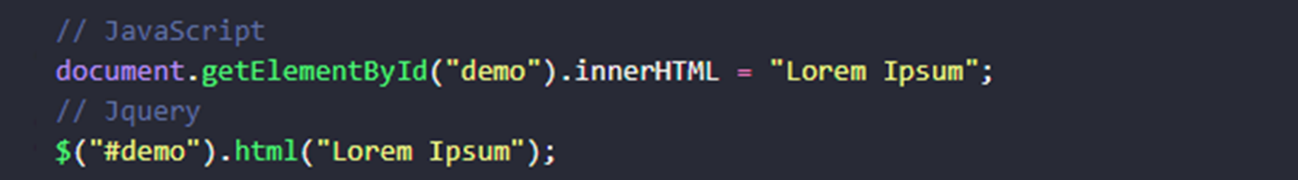 // JavaScript
document.getElementById("demo").innerHTML = "Lorem Ipsum";
// Jquery
$("#demo").html("Lorem Ipsum");